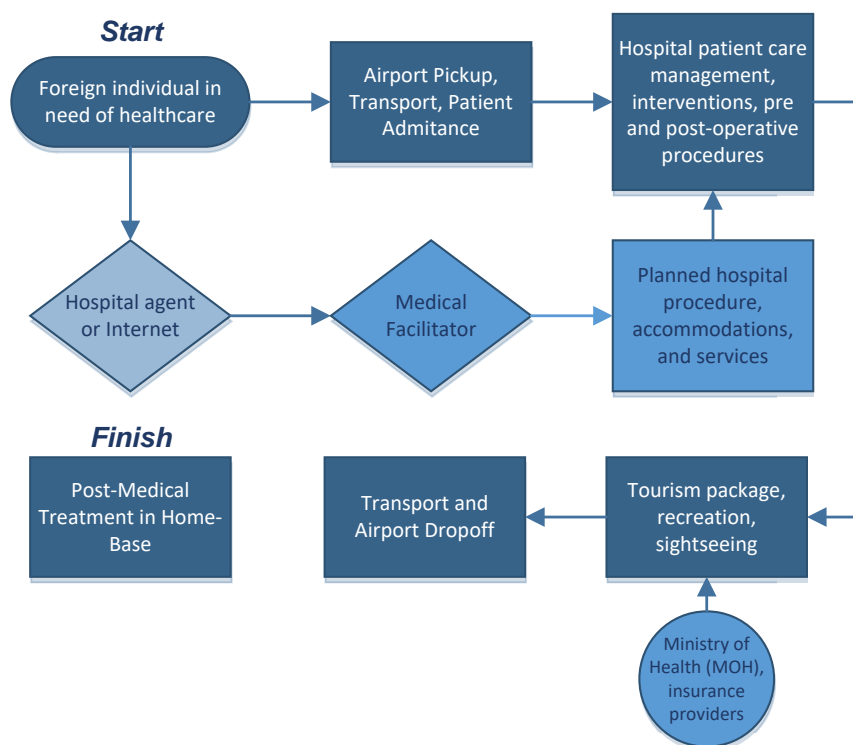 Start
Foreign individual in
need of healthcare
Airport Pickup,
Transport, Patient
Admitance
Hospital patient care
management,
interventions, pre
and post-operative
procedures
Hospital agent
or Internet
Medical
Facilitator
Planned hospital
procedure,
accommodations,
and services
Finish
Post-Medical
Treatment in Home-
Base
Transport and
Airport Dropoff
Tourism package,
recreation,
sightseeing
Ministry of
Health (MOH),
insurance
providers